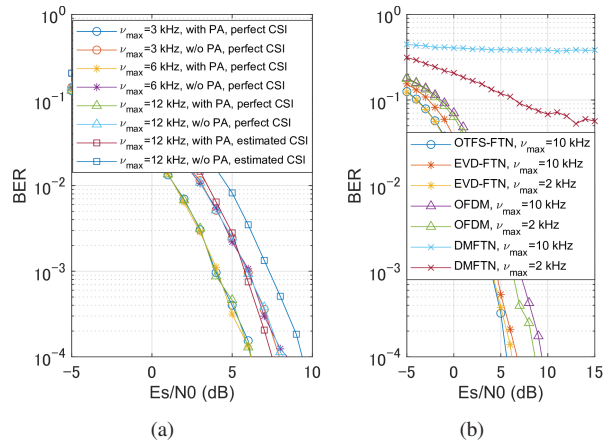 10⁰
10⁻¹
10⁻²
10⁻³
10⁻⁴
BER
-5 0 5 10
Es/N0 (dB)
ν_max=3 kHz, with PA, perfect CSI
ν_max=3 kHz, w/o PA, perfect CSI
ν_max=6 kHz, with PA, perfect CSI
ν_max=6 kHz, w/o PA, perfect CSI
ν_max=12 kHz, with PA, perfect CSI
ν_max=12 kHz, w/o PA, perfect CSI
ν_max=12 kHz, with PA, estimated CSI
ν_max=12 kHz, w/o PA, estimated CSI
(a)
10⁰
10⁻¹
10⁻²
10⁻³
10⁻⁴
BER
-5 0 5 10 15
Es/N0 (dB)
OTFS-FTN, ν_max=10 kHz
EVD-FTN, ν_max=10 kHz
EVD-FTN, ν_max=2 kHz
OFDM, ν_max=10 kHz
OFDM, ν_max=2 kHz
DMFTN, ν_max=10 kHz
DMFTN, ν_max=2 kHz
(b)